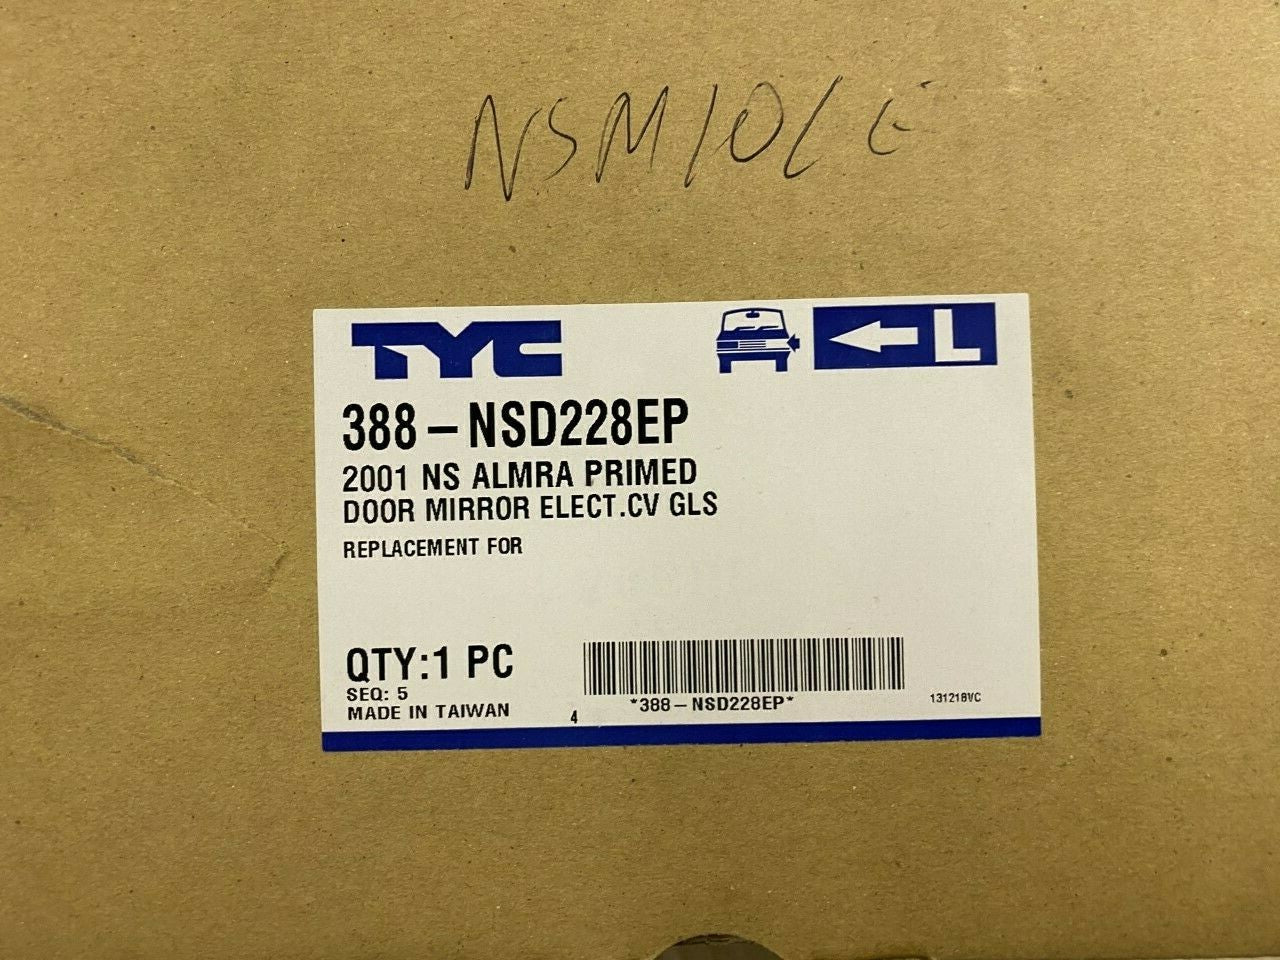 NSM101E
TYC
L
388-NSD228EP
2001 NS ALMRA PRIMED
DOOR MIRROR ELECT.CV GLS
REPLACEMENT FOR
QTY:1 PC
SEQ: 5
MADE IN TAIWAN
4
*388-NSD228EP*
131218VC